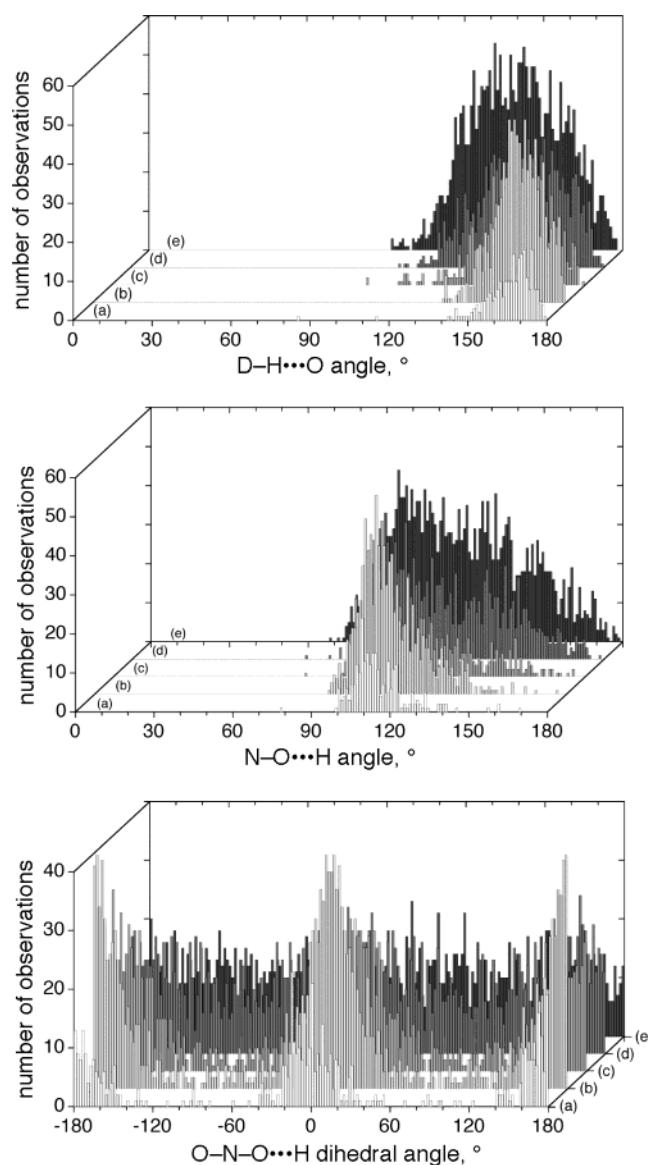 number of observations
60
50
40
30
20
10
0
(e)
(d)
(c)
(b)
(a)
0 30 60 90 120 150 180
D–H•••O angle, °
number of observations
60
50
40
30
20
10
0
(e)
(d)
(c)
(b)
(a)
0 30 60 90 120 150 180
N–O•••H angle, °
number of observations
40
30
20
10
0
(e)
(d)
(c)
(b)
(a)
-180 -120 -60 0 60 120 180
O–N–O•••H dihedral angle, °